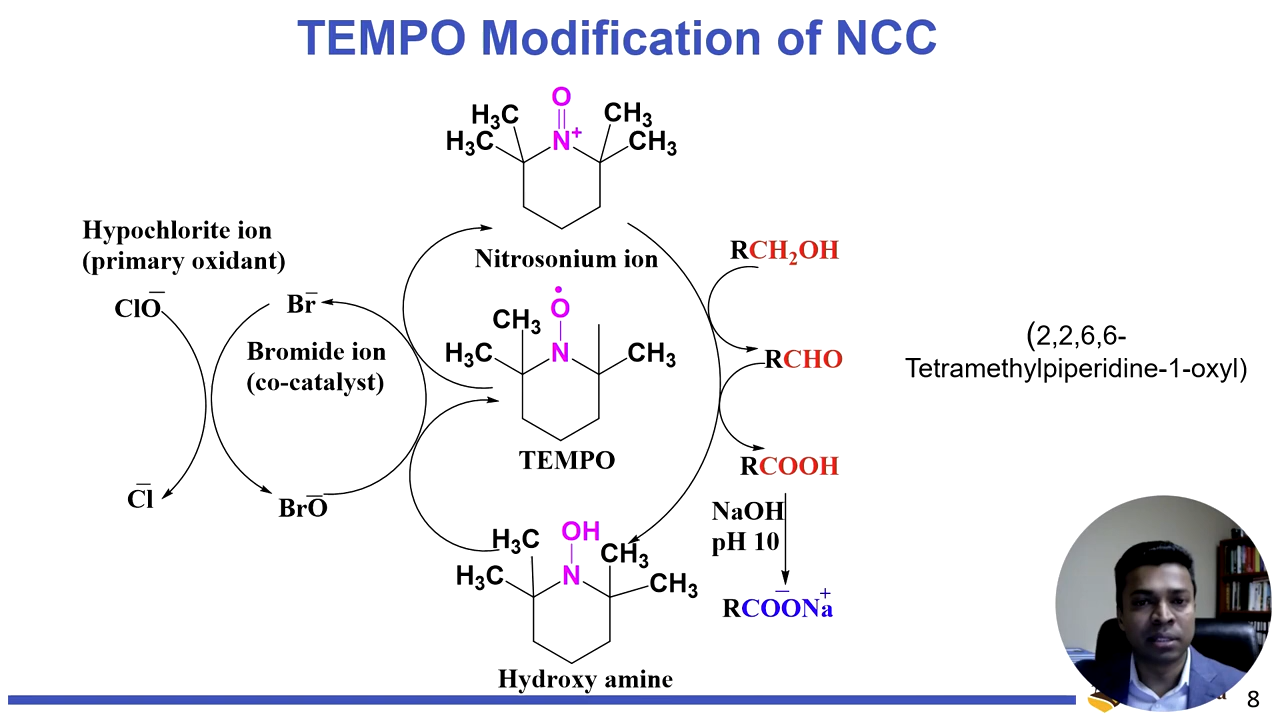 TEMPO Modification of NCC
O
H₃C
CH₃
H₃C
N⁺
CH₃
Hypochlorite ion
(primary oxidant)
Nitrosonium ion
RCH₂OH
ClO⁻
Br⁻
Bromide ion
(co-catalyst)
O
CH₃
H₃C
N
CH₃
TEMPO
RCHO
(2,2,6,6-
Tetramethylpiperidine-1-oxyl)
RCOOH
Cl⁻
BrO⁻
NaOH
pH 10
OH
H₃C
CH₃
H₃C
N
CH₃
RCOO⁻Na⁺
Hydroxy amine
8